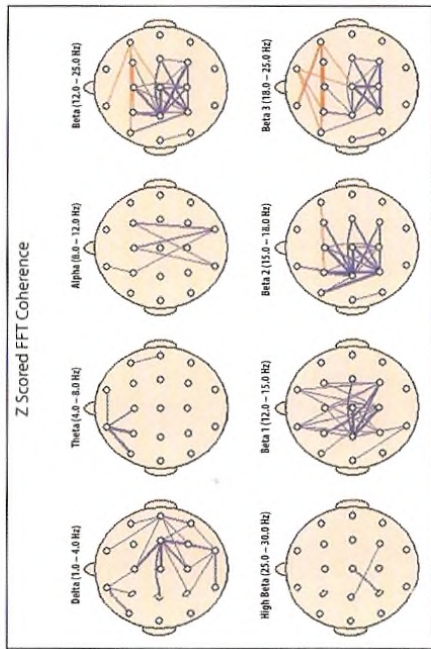 Z Scored FFT Coherence
Delta (1.0 – 4.0 Hz)
Theta (4.0 – 8.0 Hz)
Alpha (8.0 – 12.0 Hz)
Beta (12.0 – 25.0 Hz)
High Beta (25.0 – 30.0 Hz)
Beta 1 (12.0 – 15.0 Hz)
Beta 2 (15.0 – 18.0 Hz)
Beta 3 (18.0 – 25.0 Hz)